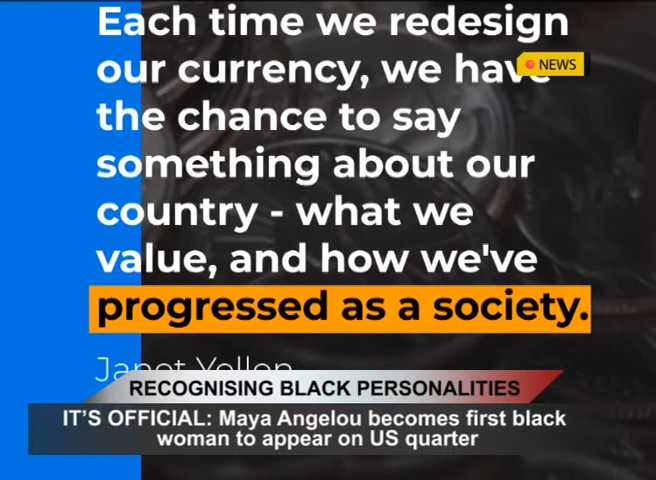 Each time we redesign
our currency, we have
NEWS
the chance to say
something about our
country - what we
value, and how we've
progressed as a society.
Janet Yellen
RECOGNISING BLACK PERSONALITIES
IT'S OFFICIAL: Maya Angelou becomes first black
woman to appear on US quarter